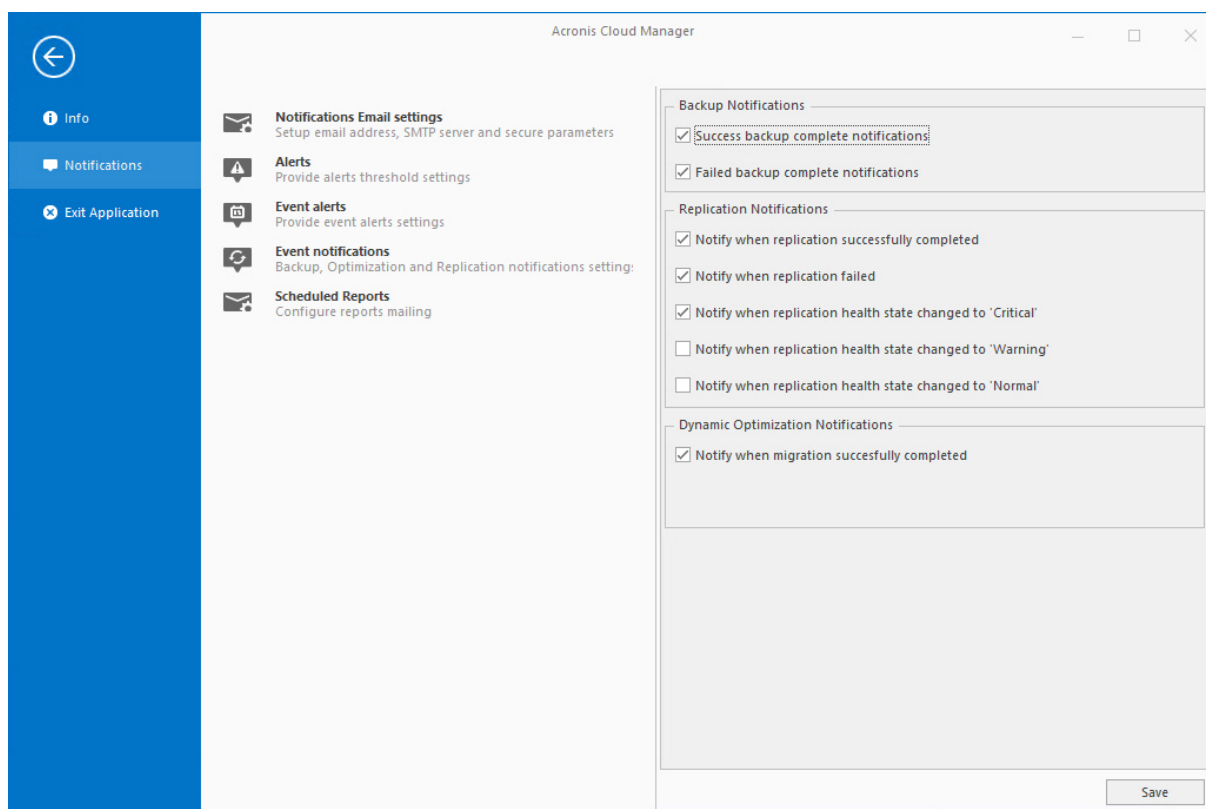 Acronis Cloud Manager
Info
Notifications
Exit Application
Notifications Email settings
Setup email address, SMTP server and secure parameters
Alerts
Provide alerts threshold settings
Event alerts
Provide event alerts settings
Event notifications
Backup, Optimization and Replication notifications setting
Scheduled Reports
Configure reports mailing
Backup Notifications
Success backup complete notifications
Failed backup complete notifications
Replication Notifications
Notify when replication successfully completed
Notify when replication failed
Notify when replication health state changed to 'Critical'
Notify when replication health state changed to 'Warning'
Notify when replication health state changed to 'Normal'
Dynamic Optimization Notifications
Notify when migration succesfully completed
Save